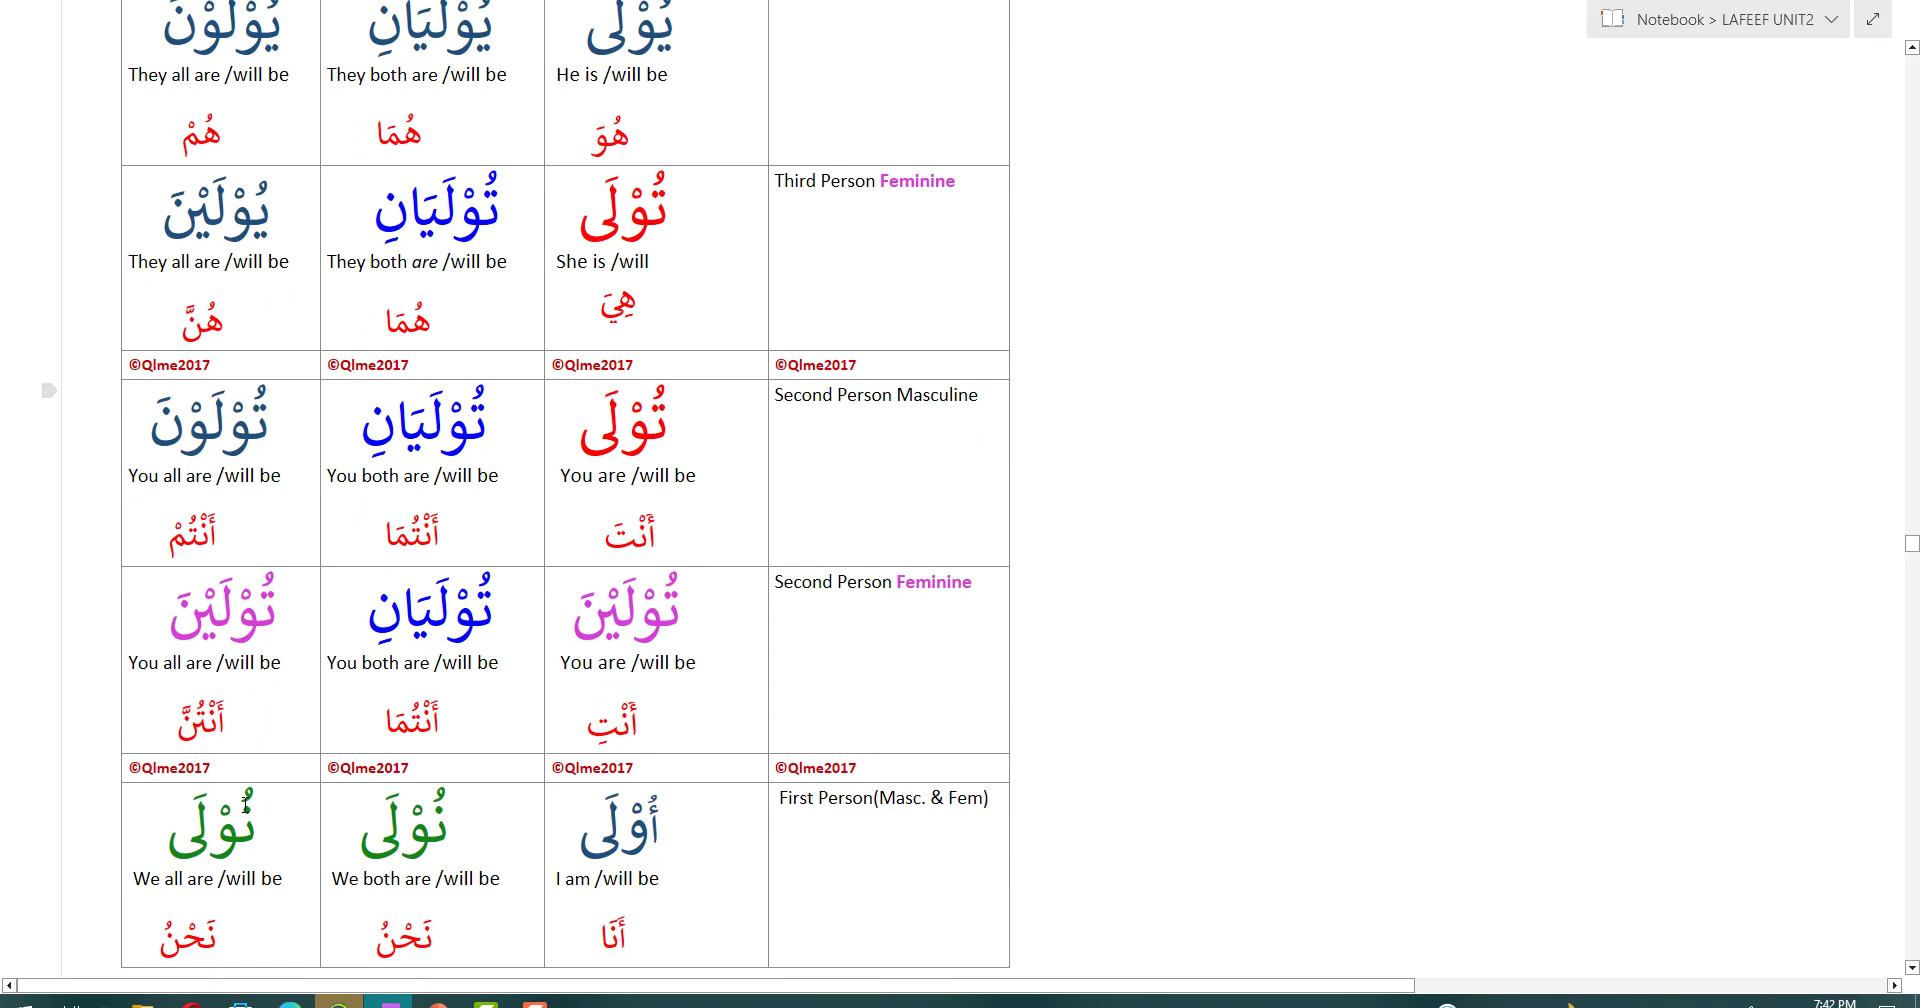 Notebook > LAFEEF UNIT2
يُوْلَوْنَ يُوْلَيَانِ يُوْلَى
They all are /will be They both are /will be He is /will be
هُمْ هُمَا هُوَ
يُوْلَيْنَ تُوْلَيَانِ تُوْلَى Third Person Feminine
They all are /will be They both are /will be She is /will
هُنَّ هُمَا هِيَ
©Qlme2017 ©Qlme2017 ©Qlme2017 ©Qlme2017
تُوْلَوْنَ تُوْلَيَانِ تُوْلَى Second Person Masculine
You all are /will be You both are /will be You are /will be
أَنْتُمْ أَنْتُمَا أَنْتَ
تُوْلَيْنَ تُوْلَيَانِ تُوْلَيْنَ Second Person Feminine
You all are /will be You both are /will be You are /will be
أَنْتُنَّ أَنْتُمَا أَنْتِ
©Qlme2017 ©Qlme2017 ©Qlme2017 ©Qlme2017
نُوْلَى نُوْلَى أُوْلَى First Person(Masc. & Fem)
We all are /will be We both are /will be I am /will be
نَحْنُ نَحْنُ أَنَا
7:42 PM